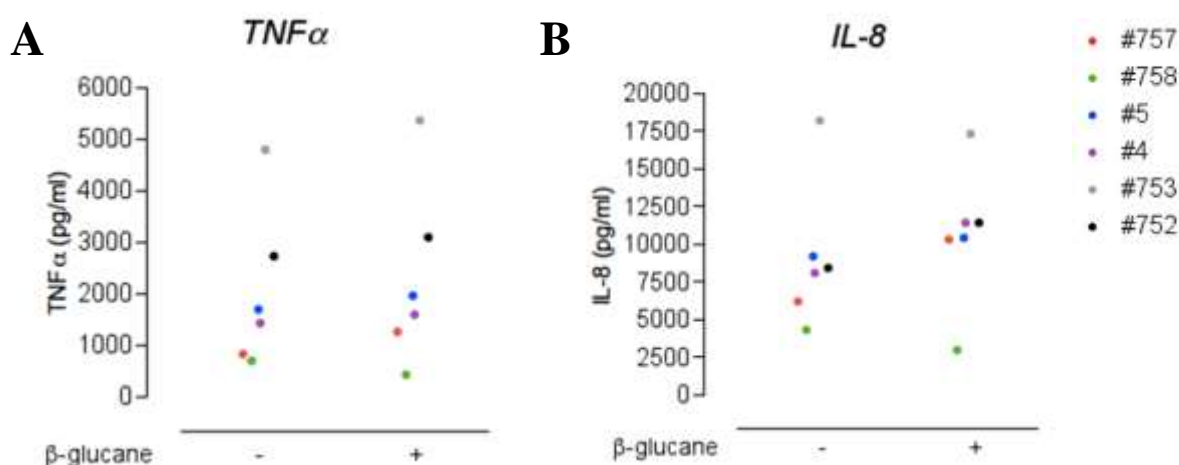 A
TNFα
6000
5000
4000
3000
2000
1000
0
TNFα (pg/ml)
β-glucane - +
B
IL-8
20000
17500
15000
12500
10000
7500
5000
2500
0
IL-8 (pg/ml)
β-glucane - +
#757
#758
#5
#4
#753
#752